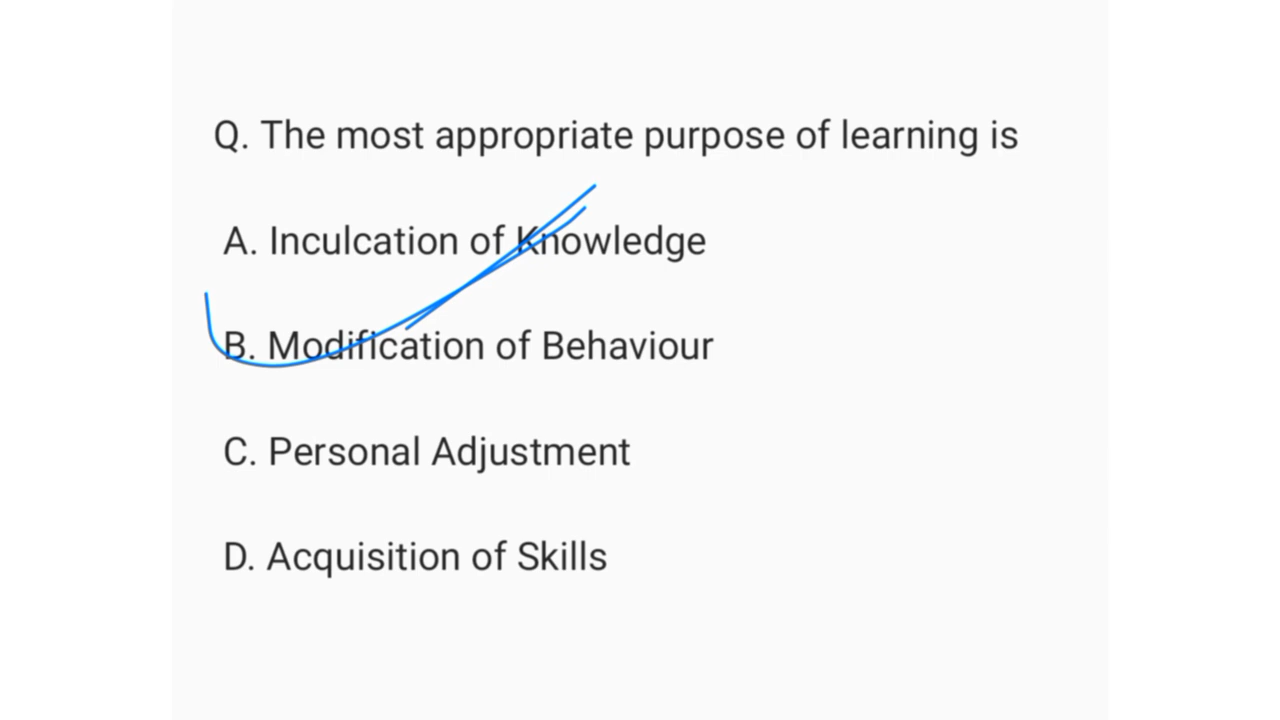 Q. The most appropriate purpose of learning is
A. Inculcation of Knowledge
B. Modification of Behaviour
C. Personal Adjustment
D. Acquisition of Skills